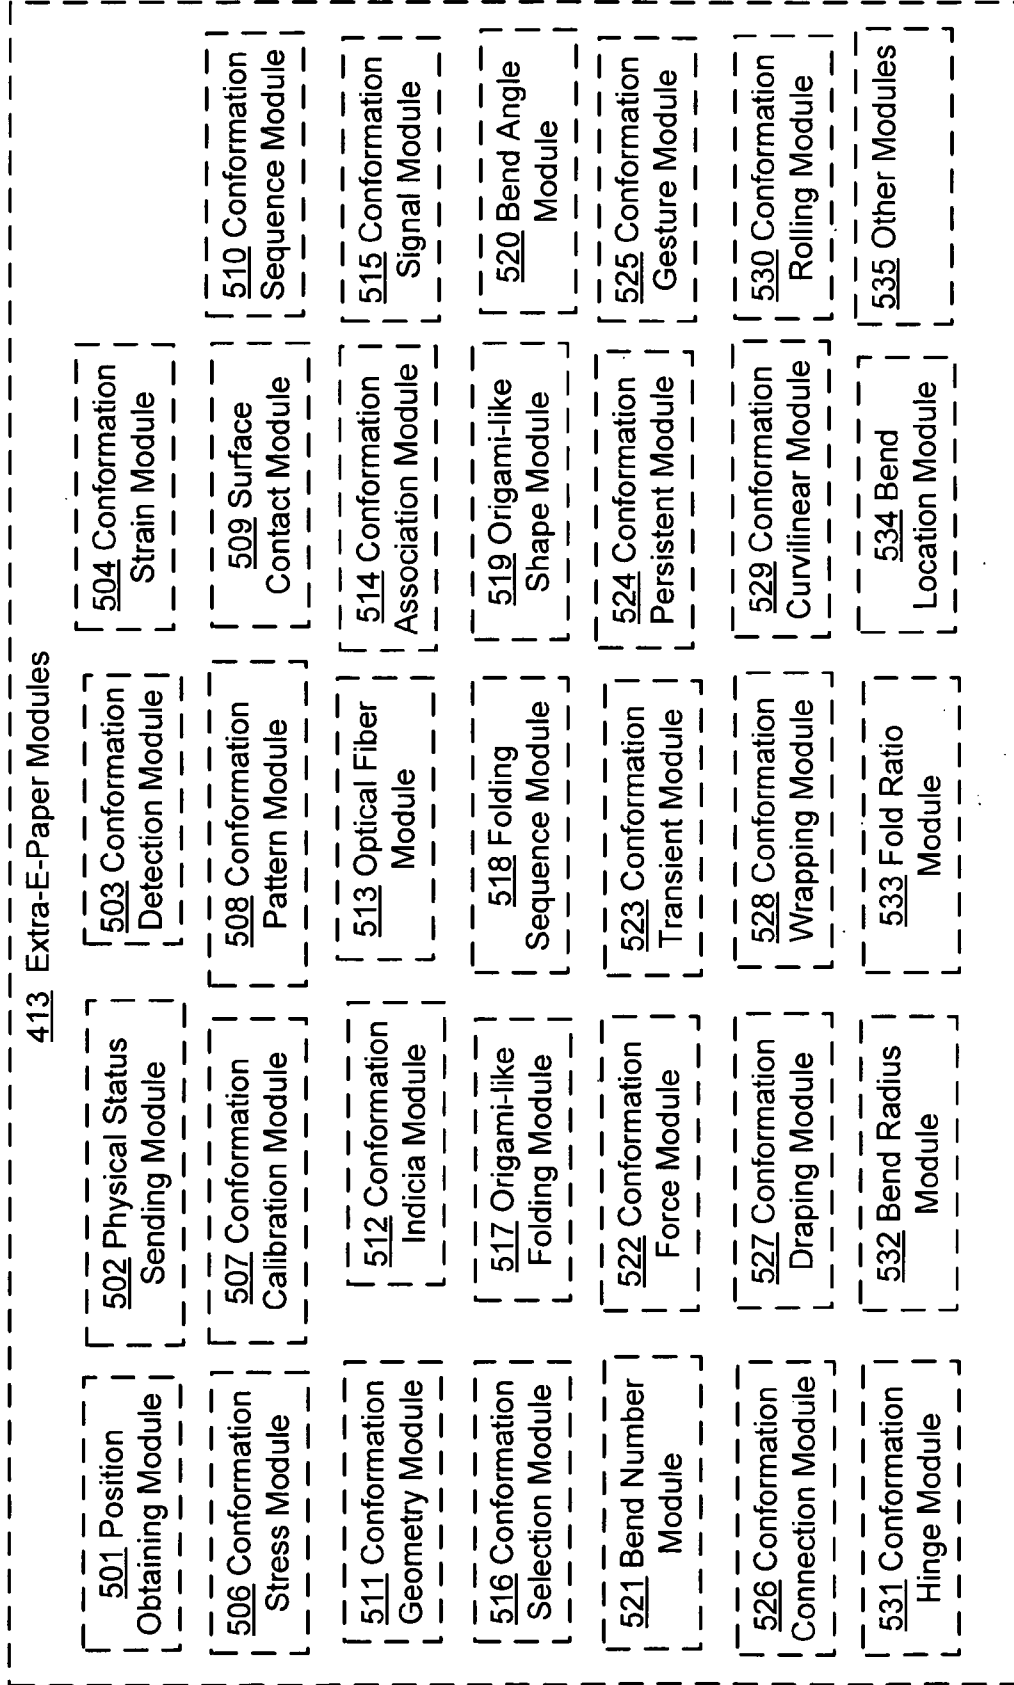 413 Extra-E-Paper Modules
501 Position
Obtaining Module
502 Physical Status
Sending Module
503 Conformation
Detection Module
504 Conformation
Strain Module
506 Conformation
Stress Module
507 Conformation
Calibration Module
508 Conformation
Pattern Module
509 Surface
Contact Module
510 Conformation
Sequence Module
511 Conformation
Geometry Module
512 Conformation
Indicia Module
513 Optical Fiber
Module
514 Conformation
Association Module
515 Conformation
Signal Module
516 Conformation
Selection Module
517 Origami-like
Folding Module
518 Folding
Sequence Module
519 Origami-like
Shape Module
520 Bend Angle
Module
521 Bend Number
Module
522 Conformation
Force Module
523 Conformation
Transient Module
524 Conformation
Persistent Module
525 Conformation
Gesture Module
526 Conformation
Connection Module
527 Conformation
Draping Module
528 Conformation
Wrapping Module
529 Conformation
Curvilinear Module
530 Conformation
Rolling Module
531 Conformation
Hinge Module
532 Bend Radius
Module
533 Fold Ratio
Module
534 Bend
Location Module
535 Other Modules